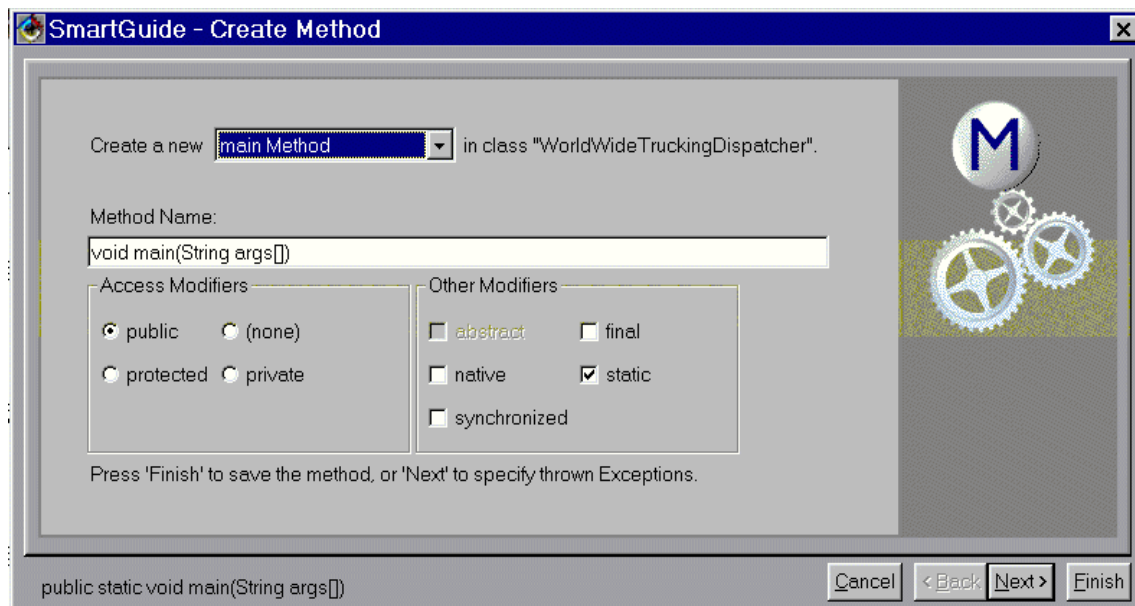 SmartGuide - Create Method
M
Create a new main Method in class "WorldWideTruckingDispatcher".
Method Name:
void main(String args[])
Access Modifiers
public (none)
protected private
Other Modifiers
abstract final
native static
synchronized
Press 'Finish' to save the method, or 'Next' to specify thrown Exceptions.
public static void main(String args[])
Cancel < Back Next > Finish